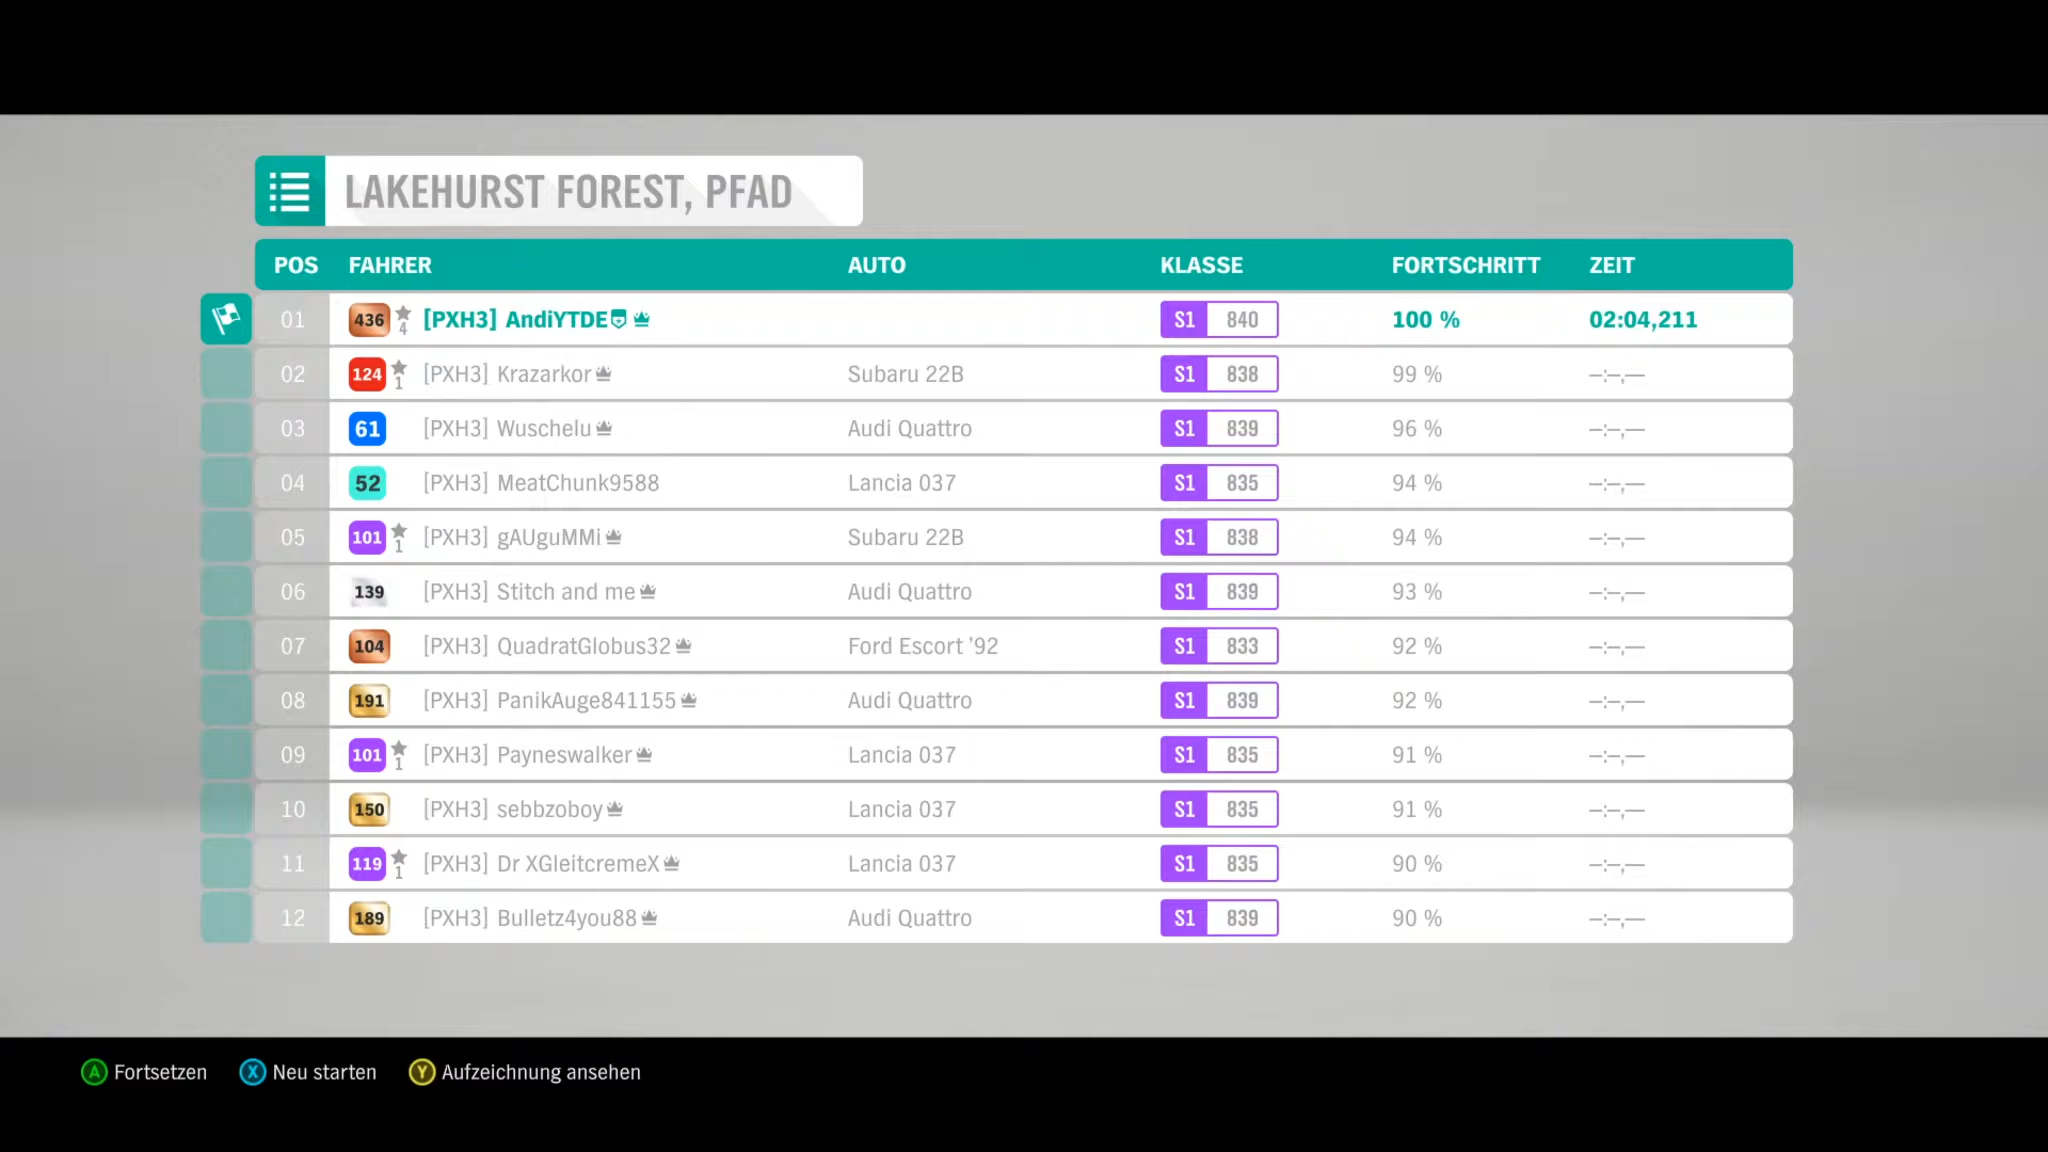 LAKEHURST FOREST, PFAD
POS FAHRER AUTO KLASSE FORTSCHRITT ZEIT
01 436 4 [PXH3] AndiYTDE S1 840 100 % 02:04,211
02 124 1 [PXH3] Krazarkor Subaru 22B S1 838 99 % –:–,–
03 61 [PXH3] Wuschelu Audi Quattro S1 839 96 % –:–,–
04 52 [PXH3] MeatChunk9588 Lancia 037 S1 835 94 % –:–,–
05 101 1 [PXH3] gAUguMMi Subaru 22B S1 838 94 % –:–,–
06 139 [PXH3] Stitch and me Audi Quattro S1 839 93 % –:–,–
07 104 [PXH3] QuadratGlobus32 Ford Escort ’92 S1 833 92 % –:–,–
08 191 [PXH3] PanikAuge841155 Audi Quattro S1 839 92 % –:–,–
09 101 1 [PXH3] Payneswalker Lancia 037 S1 835 91 % –:–,–
10 150 [PXH3] sebbzoboy Lancia 037 S1 835 91 % –:–,–
11 119 1 [PXH3] Dr XGleitcremeX Lancia 037 S1 835 90 % –:–,–
12 189 [PXH3] Bulletz4you88 Audi Quattro S1 839 90 % –:–,–
A Fortsetzen X Neu starten Y Aufzeichnung ansehen